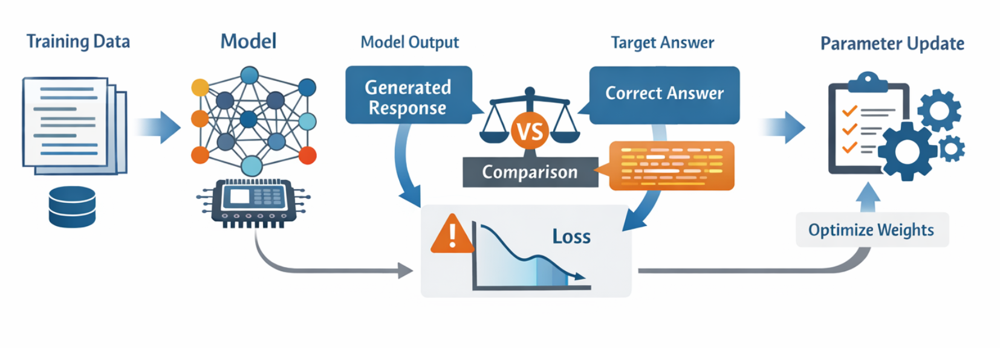 Training Data
Model
Model Output
Target Answer
Parameter Update
Generated
Response
VS
Correct Answer
Comparison
Loss
Optimize Weights